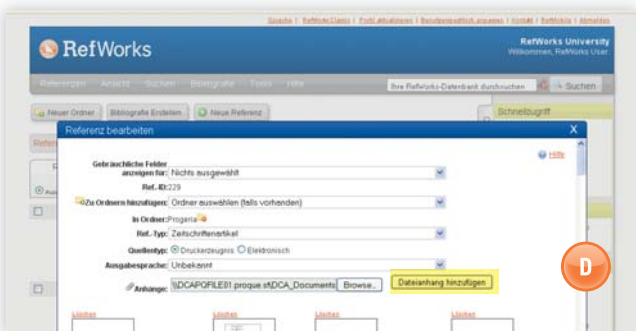 Sprache | RefWorks Classic | Profil aktualisieren | Benutzerspezifisch anpassen | Kontakt | RefMobile | Abmelden
RefWorks
RefWorks University
Willkommen, RefWorks User.
Referenzen Ansicht Suchen Bibliografie Tools Hilfe
Ihre RefWorks-Datenbank durchsuchen Suchen
Neuer Ordner Bibliografie Erstellen Neue Referenz
Schnellzugriff
Referenz bearbeiten X
Hilfe
Gebräuchliche Felder
anzeigen für: Nichts ausgewählt
Ref.-ID:229
Zu Ordnern hinzufügen: Ordner auswählen (falls vorhanden)
In Ordner:Progeria
Ref.-Typ: Zeitschriftenartikel
Quellentyp: Druckerzeugnis Elektronisch
Ausgabesprache: Unbekannt
D
Anhänge: Browse... Dateianhang hinzufügen
Löschen Löschen Löschen Löschen